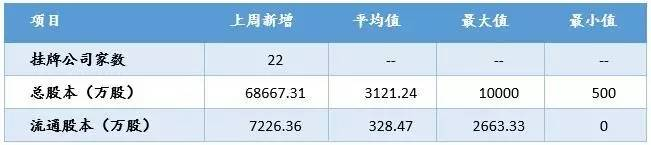 项目 上周新增 平均值 最大值 最小值
挂牌公司家数 22 -- -- --
总股本（万股） 68667.31 3121.24 10000 500
流通股本（万股） 7226.36 328.47 2663.33 0